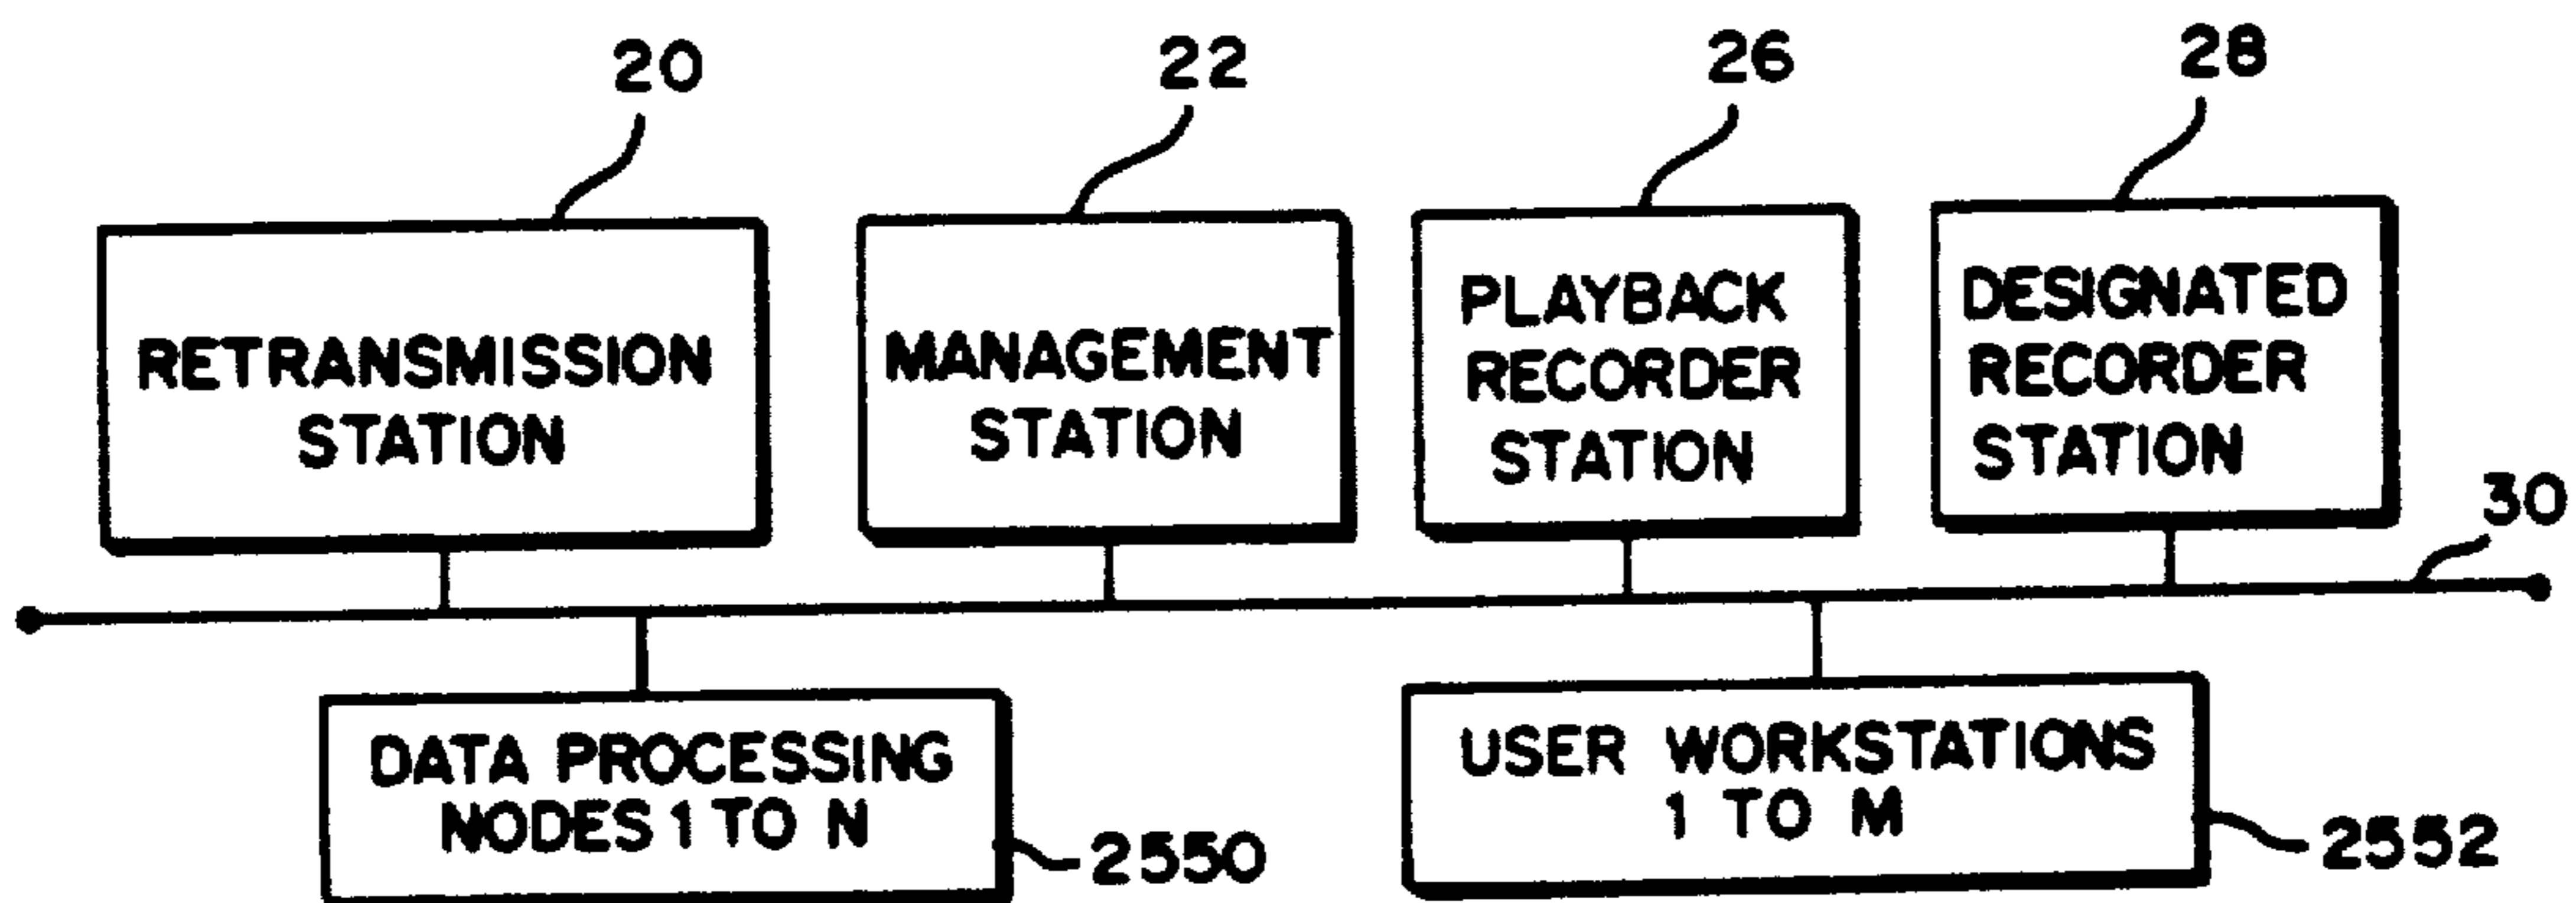 20
22
26
28
RETRANSMISSION
STATION
MANAGEMENT
STATION
PLAYBACK
RECORDER
STATION
DESIGNATED
RECORDER
STATION
30
DATA PROCESSING
NODES 1 TO N
2550
USER WORKSTATIONS
1 TO M
2552